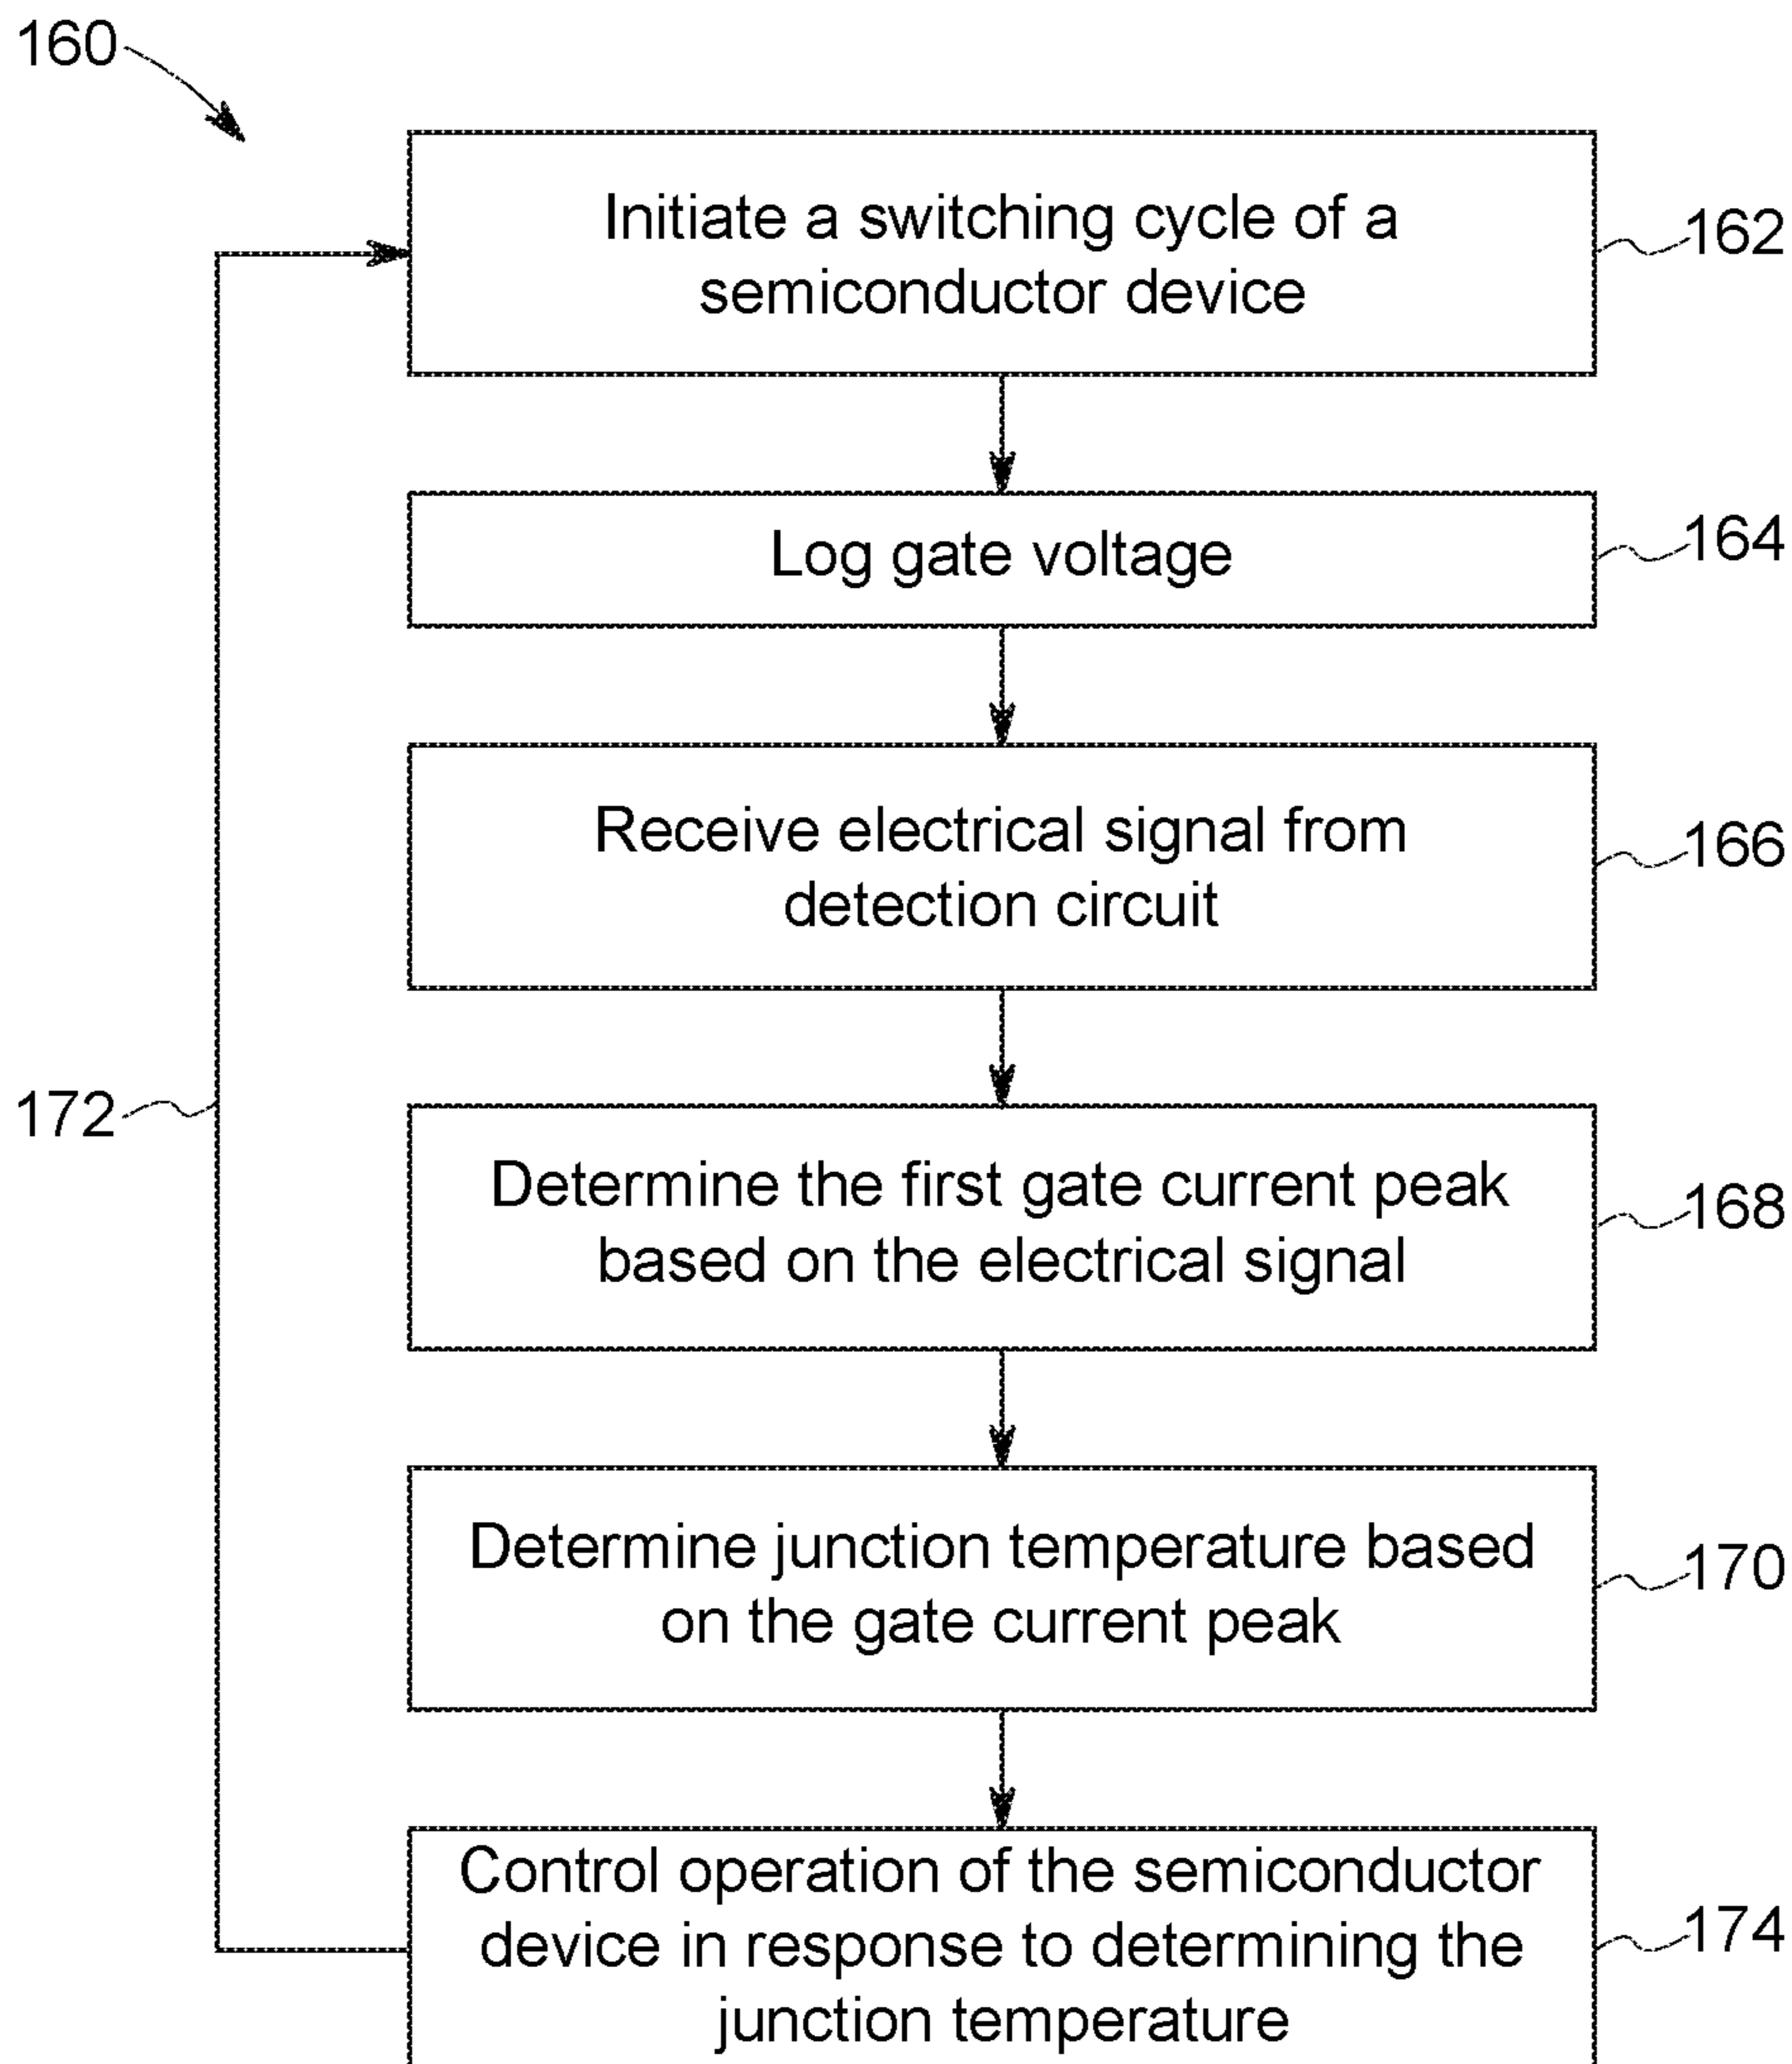 160
Initiate a switching cycle of a
semiconductor device
162
Log gate voltage
164
Receive electrical signal from
detection circuit
166
Determine the first gate current peak
based on the electrical signal
168
172
Determine junction temperature based
on the gate current peak
170
Control operation of the semiconductor
device in response to determining the
junction temperature
174